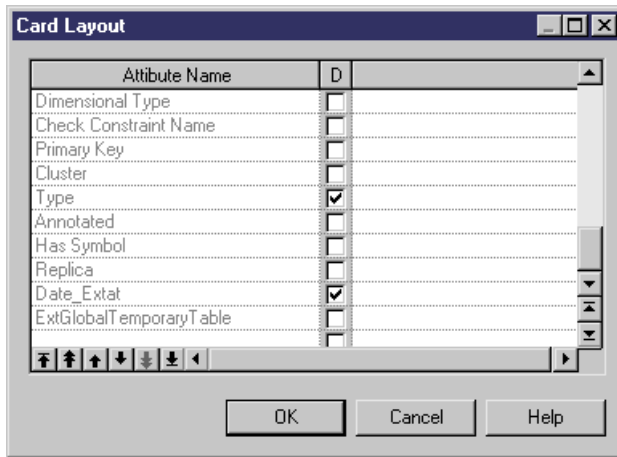 Card Layout
Attibute Name D
Dimensional Type
Check Constraint Name
Primary Key
Cluster
Type
Annotated
Has Symbol
Replica
Date_Extat
ExtGlobalTemporaryTable
OK Cancel Help